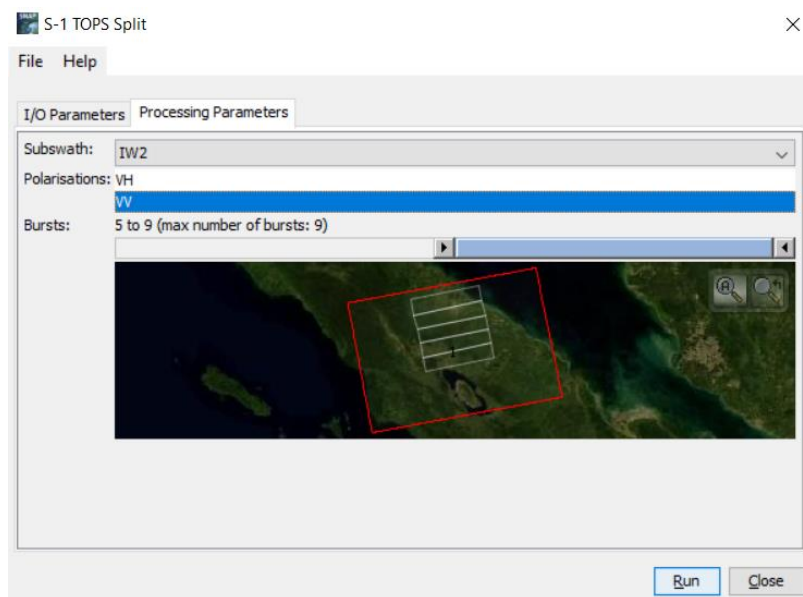 S-1 TOPS Split
File Help
I/O Parameters Processing Parameters
Subswath: IW2
Polarisations: VH
VV
Bursts: 5 to 9 (max number of bursts: 9)
1
Run Close